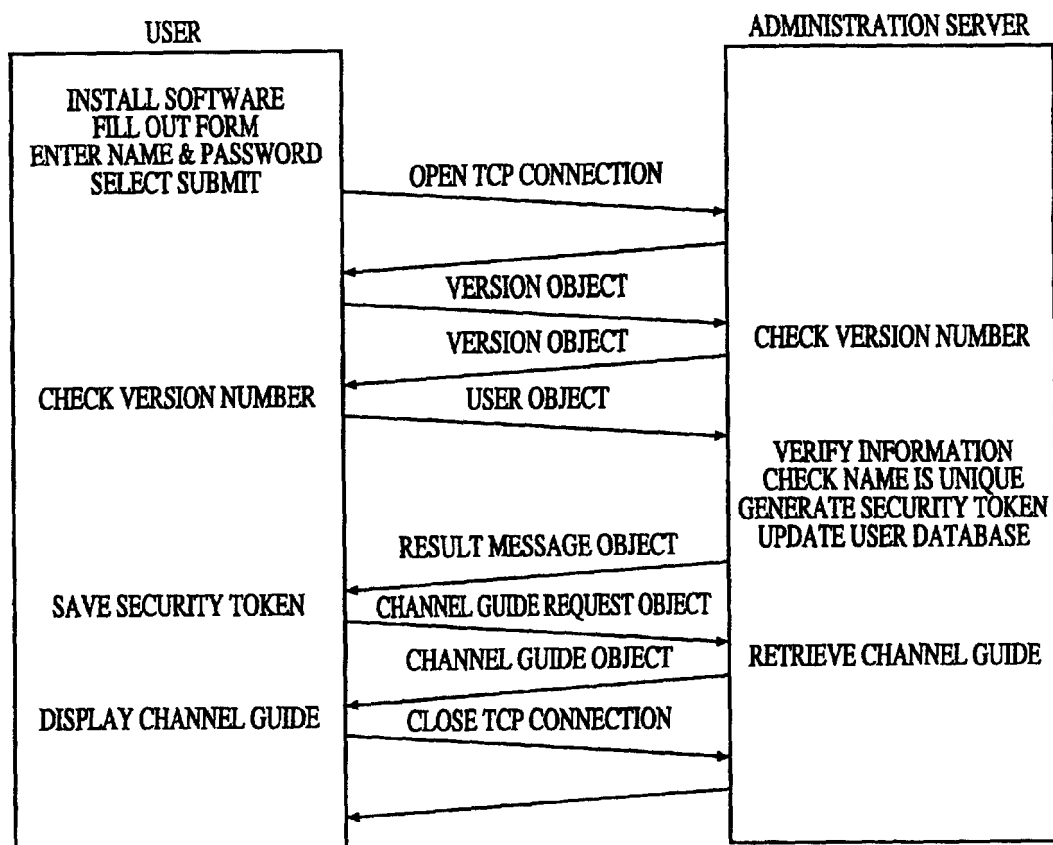 USER
ADMINISTRATION SERVER
INSTALL SOFTWARE
FILL OUT FORM
ENTER NAME & PASSWORD
SELECT SUBMIT
OPEN TCP CONNECTION
VERSION OBJECT
VERSION OBJECT
CHECK VERSION NUMBER
CHECK VERSION NUMBER
USER OBJECT
VERIFY INFORMATION
CHECK NAME IS UNIQUE
GENERATE SECURITY TOKEN
UPDATE USER DATABASE
RESULT MESSAGE OBJECT
SAVE SECURITY TOKEN
CHANNEL GUIDE REQUEST OBJECT
CHANNEL GUIDE OBJECT
RETRIEVE CHANNEL GUIDE
DISPLAY CHANNEL GUIDE
CLOSE TCP CONNECTION